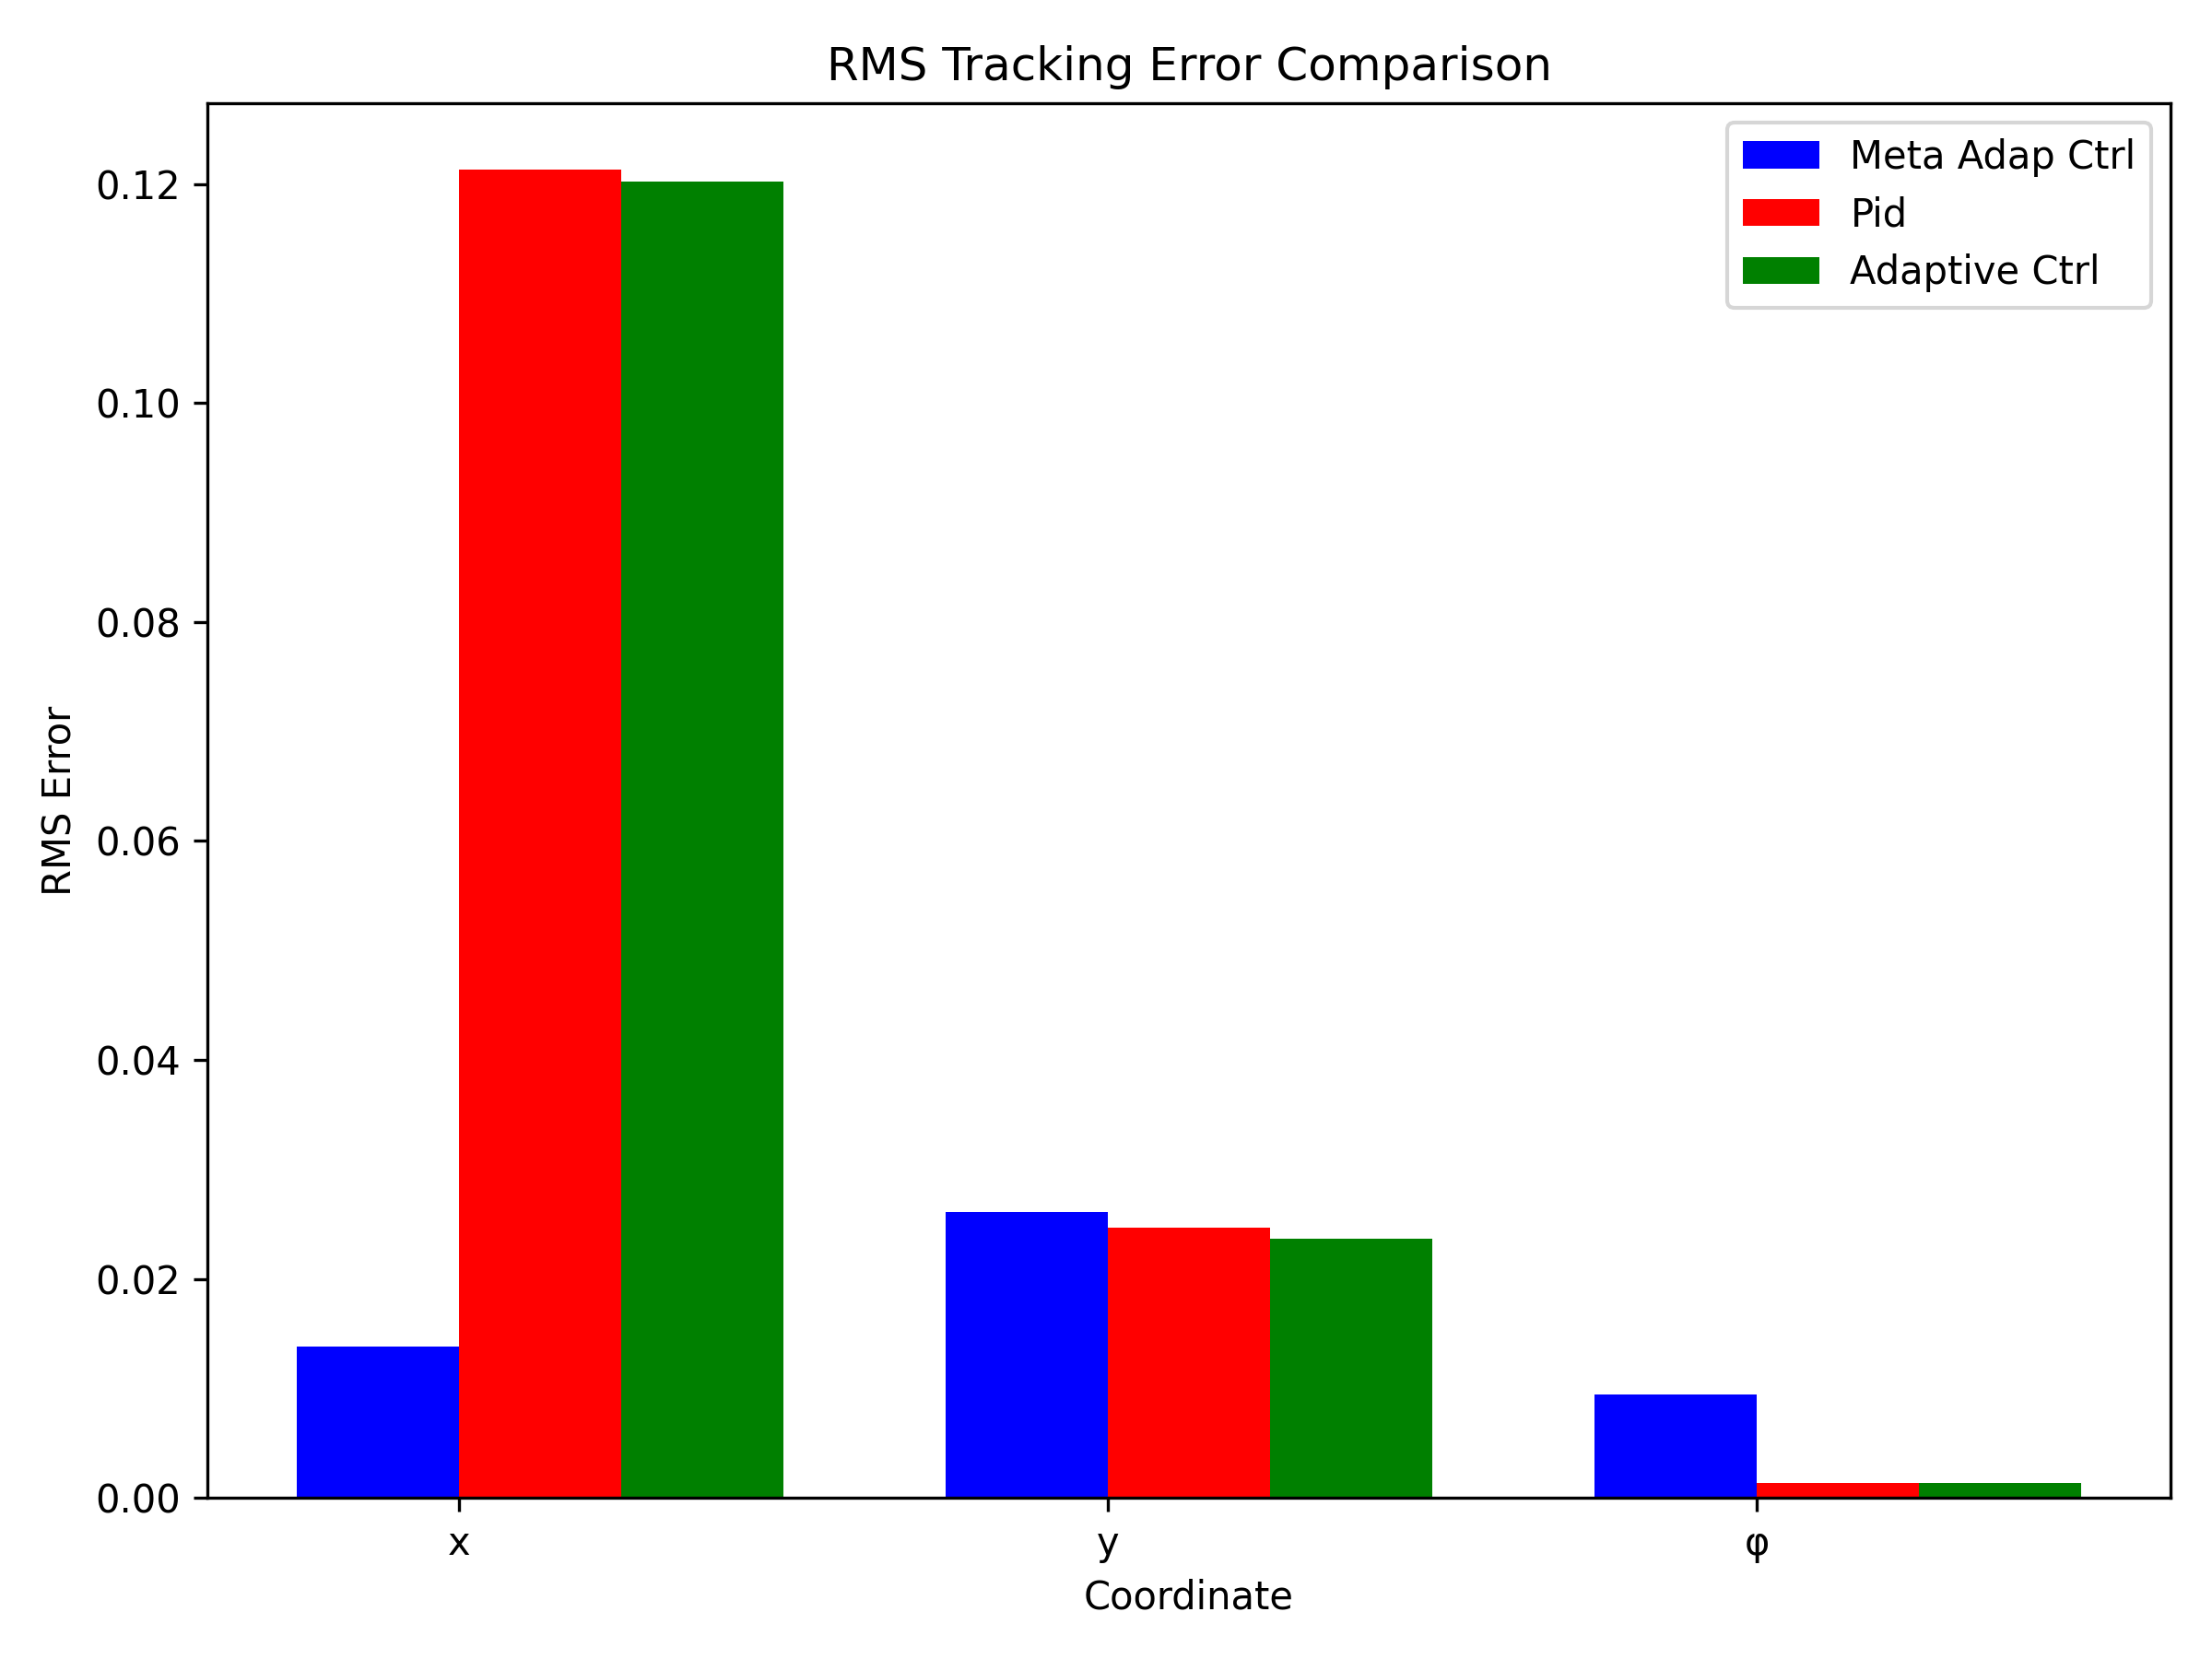 RMS Tracking Error Comparison
Meta Adap Ctrl
Pid
Adaptive Ctrl
0.12
0.10
0.08
0.06
0.04
0.02
0.00
RMS Error
x
y
φ
Coordinate